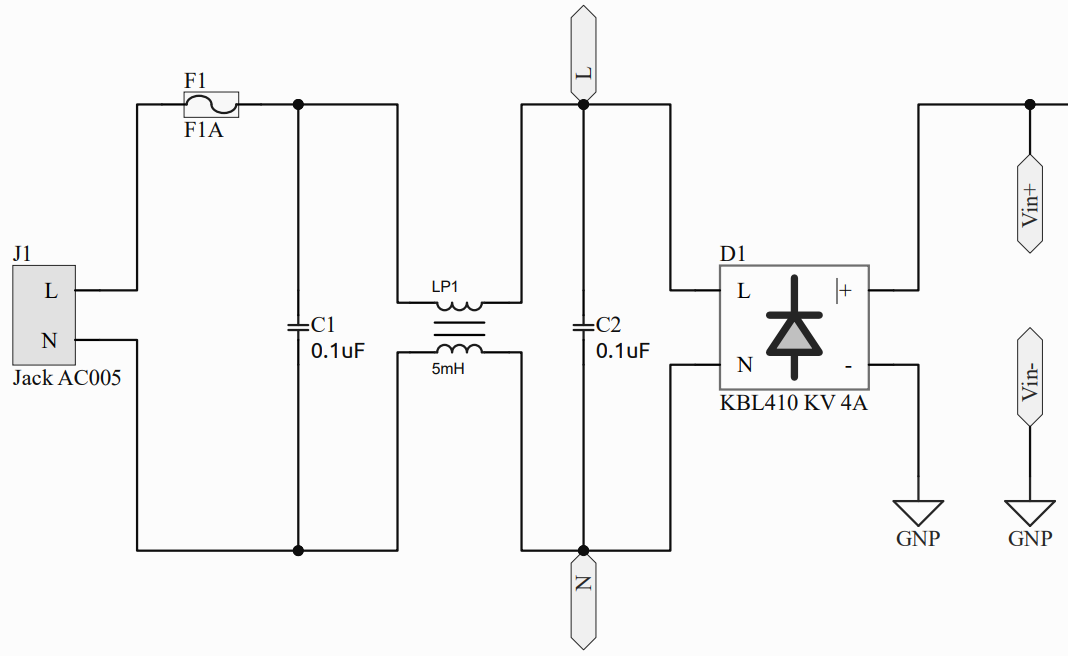 F1
F1A
J1
L
N
Jack AC005
C1
0.1uF
LP1
5mH
L
C2
0.1uF
N
D1
L
|+
N
-
KBL410 KV 4A
Vin+
Vin-
GNP
GNP